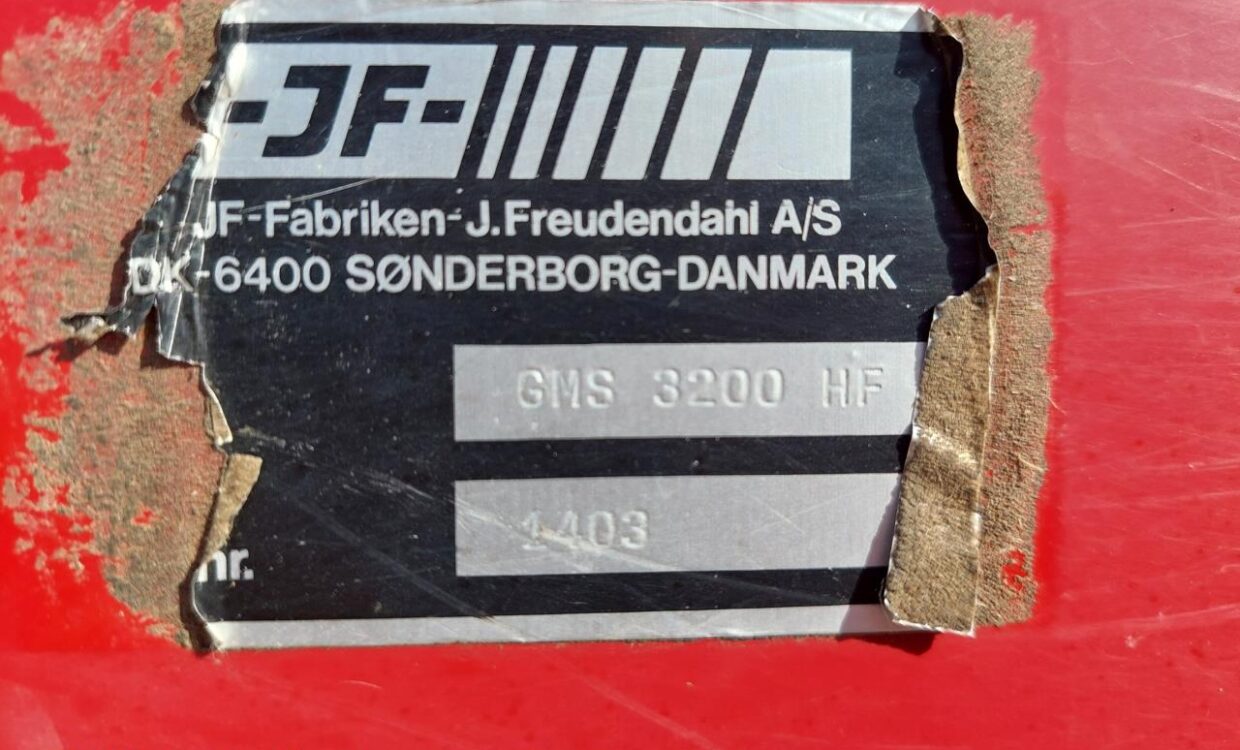 -JF-
JF-Fabriken-J.Freudendahl A/S
DK-6400 SØNDERBORG-DANMARK
GMS 3200 HF
1403
nr.